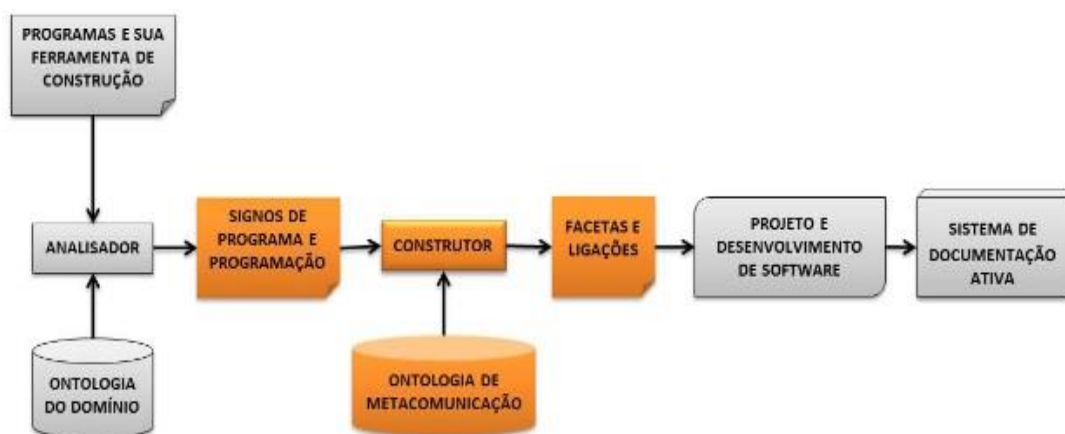 PROGRAMAS E SUA
FERRAMENTA DE
CONSTRUÇÃO
ANALISADOR
ONTOLOGIA
DO DOMÍNIO
SIGNOS DE
PROGRAMA E
PROGRAMAÇÃO
CONSTRUTOR
ONTOLOGIA DE
METACOMUNICAÇÃO
FACETAS E
LIGAÇÕES
PROJETO E
DESENVOLVIMENTO
DE SOFTWARE
SISTEMA DE
DOCUMENTAÇÃO
ATIVA